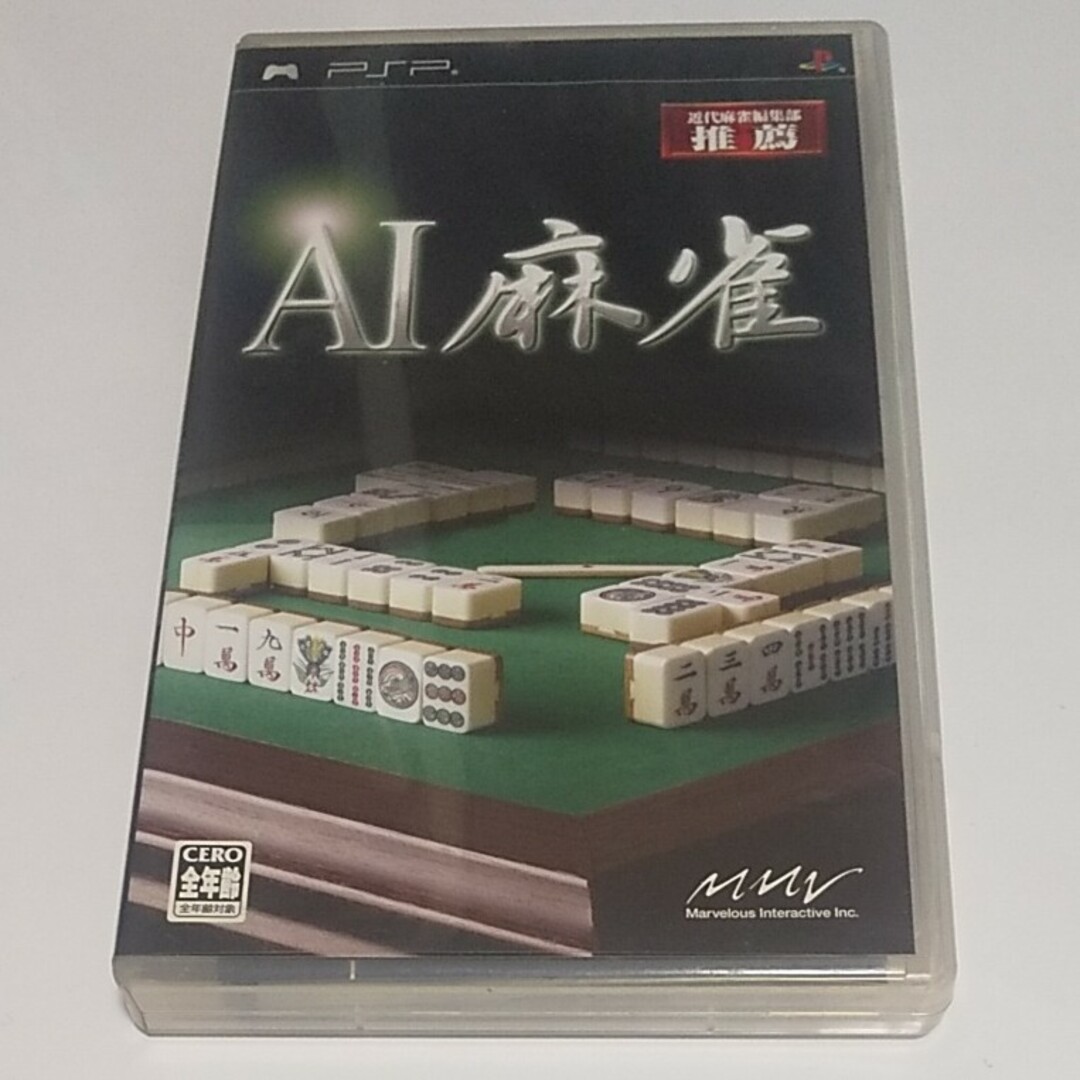 PSP
近代麻雀編集部
推薦
AI麻雀
中
一萬
九萬
二萬
三萬
四萬
CERO
全年齢
全年齢対象
MMV
Marvelous Interactive Inc.